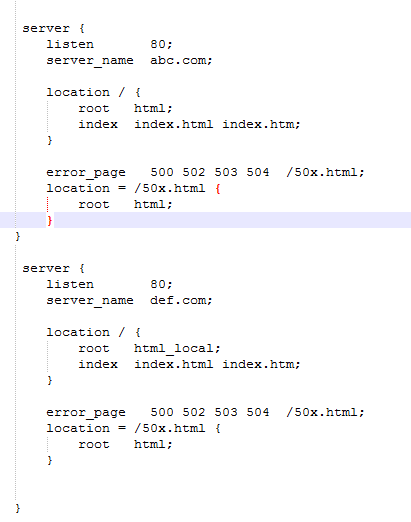 server {
listen 80;
server_name abc.com;
location / {
root html;
index index.html index.htm;
}
error_page 500 502 503 504 /50x.html;
location = /50x.html {
root html;
}
}
server {
listen 80;
server_name def.com;
location / {
root html_local;
index index.html index.htm;
}
error_page 500 502 503 504 /50x.html;
location = /50x.html {
root html;
}
}